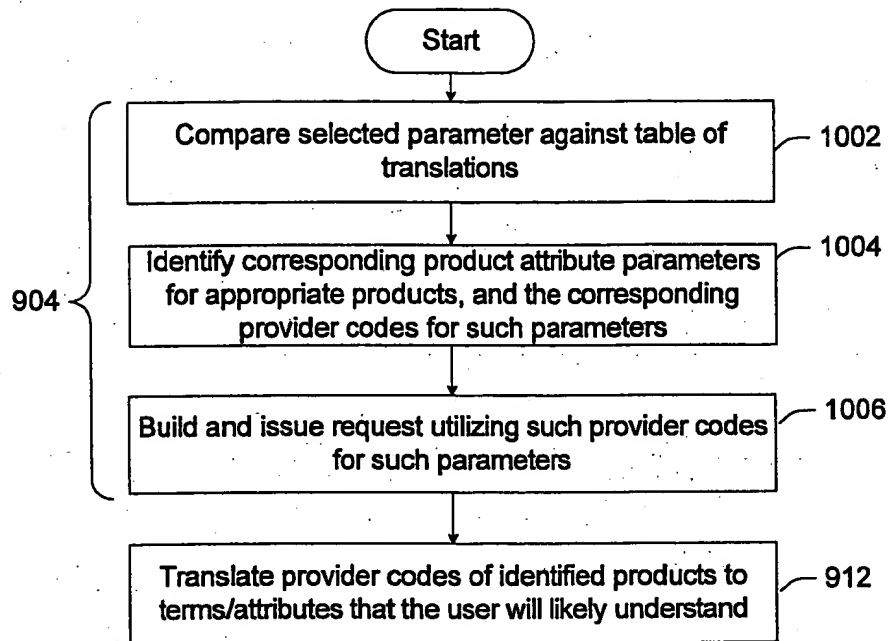 Start
Compare selected parameter against table of
translations
1002
Identify corresponding product attribute parameters
for appropriate products, and the corresponding
provider codes for such parameters
1004
904
Build and issue request utilizing such provider codes
for such parameters
1006
Translate provider codes of identified products to
terms/attributes that the user will likely understand
912